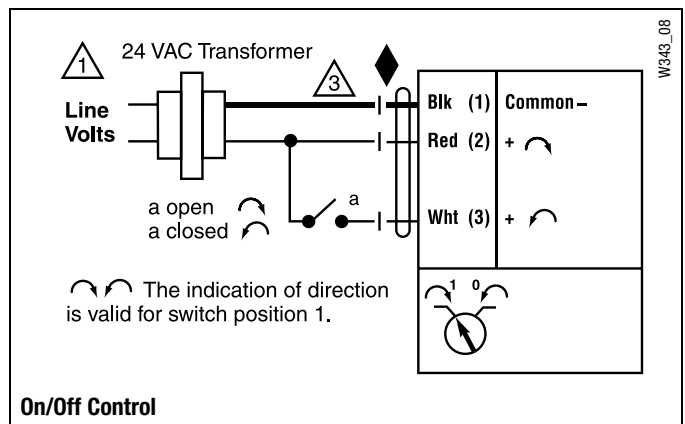 W343_08
1
24 VAC Transformer
3
Line
Volts
Blk (1) Common –
Red (2) +
a
a open
a closed
Wht (3) +
The indication of direction
is valid for switch position 1.
1 0
On/Off Control